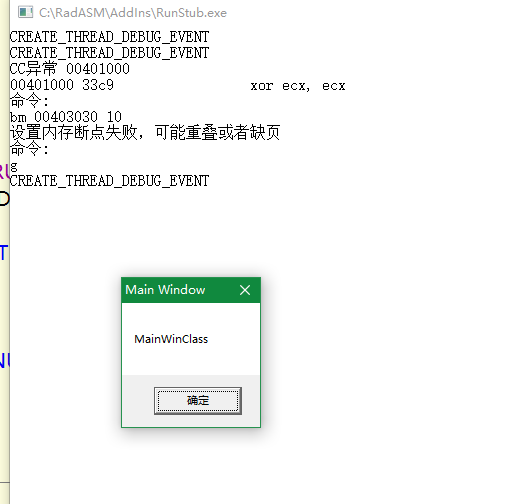 C:\RadASM\AddIns\RunStub.exe
CREATE_THREAD_DEBUG_EVENT
CREATE_THREAD_DEBUG_EVENT
CC异常 00401000
00401000 33c9 xor ecx, ecx
命令:
bm 00403030 10
设置内存断点失败，可能重叠或者缺页
命令:
g
CREATE_THREAD_DEBUG_EVENT
Main Window
MainWinClass
确定